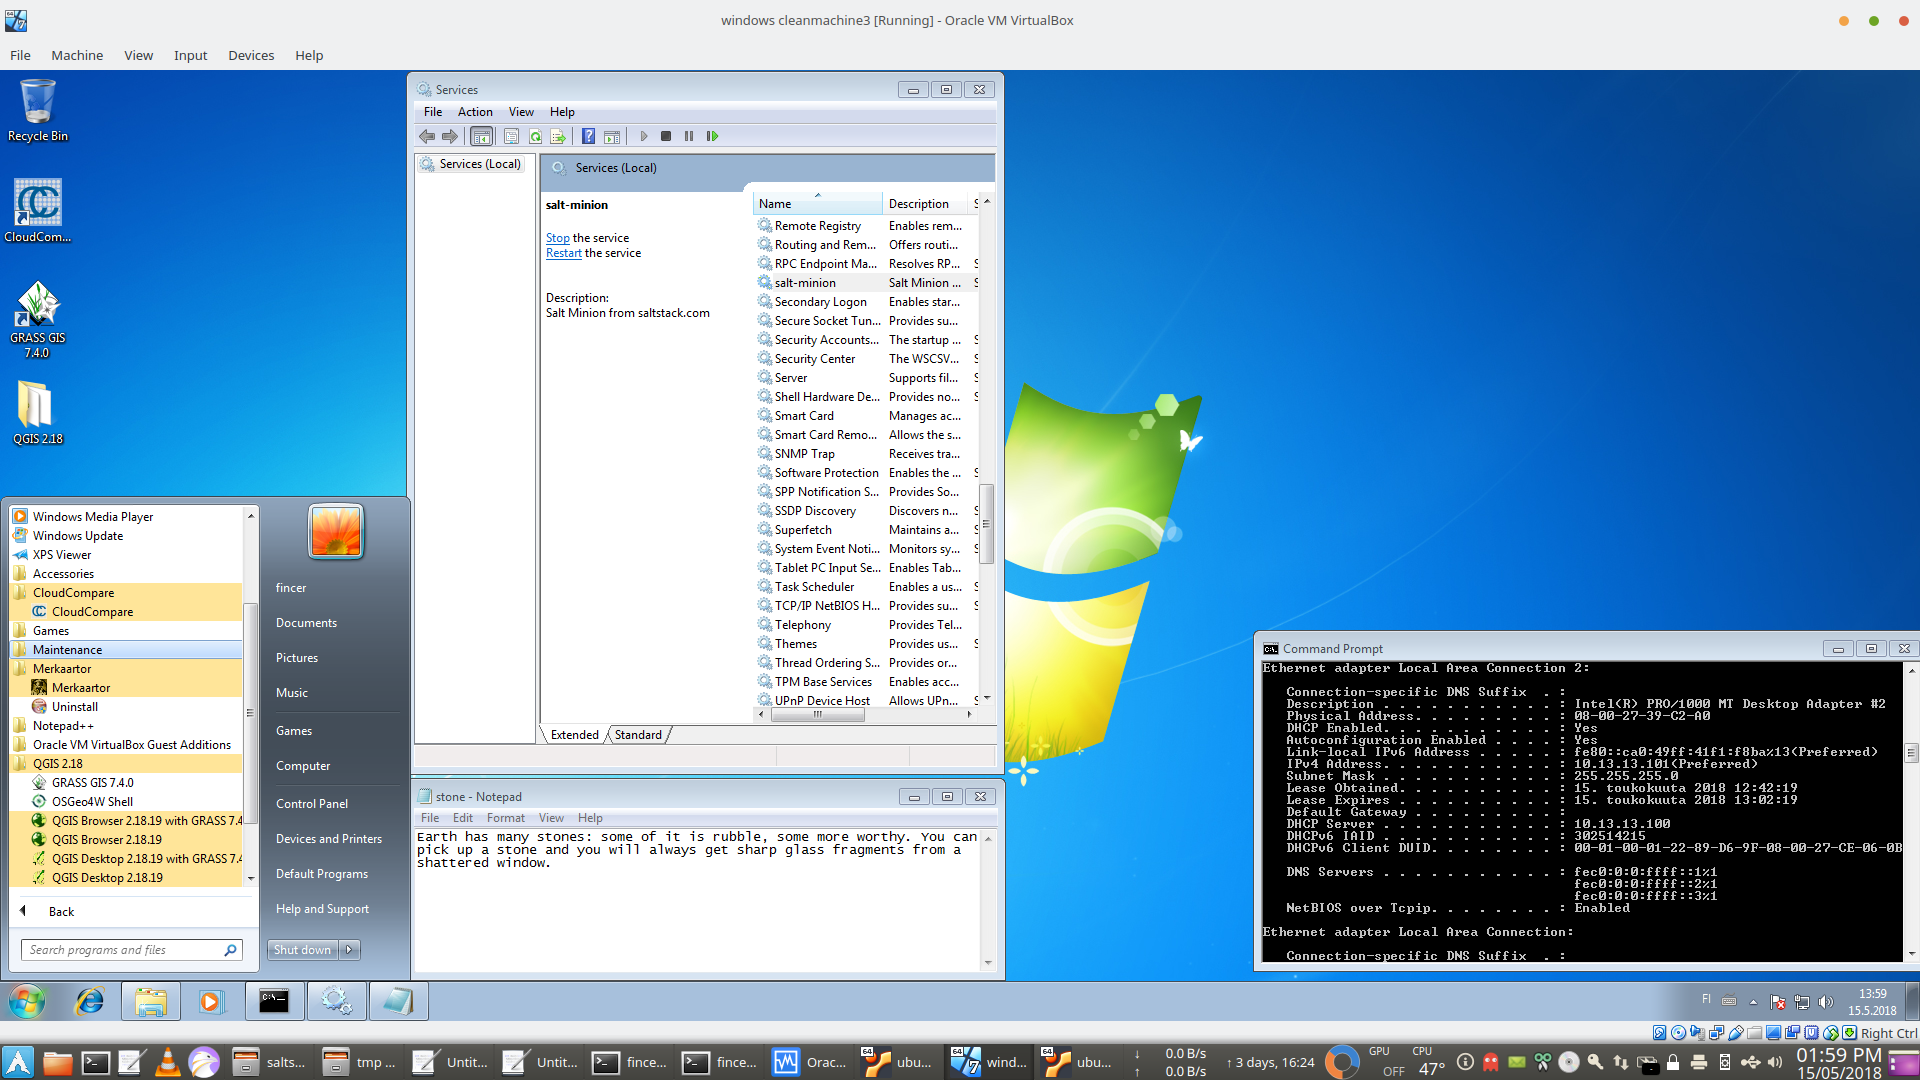 windows cleanmachine3 [Running] - Oracle VM VirtualBox
File Machine View Input Devices Help
Recycle Bin
CloudCom...
GRASS GIS
7.4.0
QGIS 2.18
Services
File Action View Help
Services (Local)
Services (Local)
salt-minion
Stop the service
Restart the service
Description:
Salt Minion from saltstack.com
Name Description S
Remote Registry Enables rem...
Routing and Rem... Offers routi...
RPC Endpoint Ma... Resolves RP... S
salt-minion Salt Minion ... S
Secondary Logon Enables star...
Secure Socket Tun... Provides su...
Security Accounts... The startup ... S
Security Center The WSCSV... S
Server Supports fil... S
Shell Hardware De... Provides no... S
Smart Card Manages ac...
Smart Card Remo... Allows the s...
SNMP Trap Receives tra...
Software Protection Enables the ... S
SPP Notification S... Provides So... S
SSDP Discovery Discovers n... S
Superfetch Maintains a... S
System Event Noti... Monitors sy... S
Tablet PC Input Se... Enables Tab...
Task Scheduler Enables a us... S
TCP/IP NetBIOS H... Provides su... S
Telephony Provides Tel...
Themes Provides us... S
Thread Ordering S... Provides or...
TPM Base Services Enables acc...
UPnP Device Host Allows UPn... S
Extended Standard
Windows Media Player
Windows Update
XPS Viewer
Accessories
CloudCompare
CloudCompare
Games
Maintenance
Merkaartor
Merkaartor
Uninstall
Notepad++
Oracle VM VirtualBox Guest Additions
QGIS 2.18
GRASS GIS 7.4.0
OSGeo4W Shell
QGIS Browser 2.18.19 with GRASS 7.4
QGIS Browser 2.18.19
QGIS Desktop 2.18.19 with GRASS 7.4
QGIS Desktop 2.18.19
Back
Search programs and files
fincer
Documents
Pictures
Music
Games
Computer
Control Panel
Devices and Printers
Default Programs
Help and Support
Shut down
stone - Notepad
File Edit Format View Help
Earth has many stones: some of it is rubble, some more worthy. You can
pick up a stone and you will always get sharp glass fragments from a
shattered window.
Command Prompt
Ethernet adapter Local Area Connection 2:
Connection-specific DNS Suffix . :
Description . . . . . . . . . . . : Intel(R) PRO/1000 MT Desktop Adapter #2
Physical Address. . . . . . . . . : 08-00-27-39-C2-A0
DHCP Enabled. . . . . . . . . . . : Yes
Autoconfiguration Enabled . . . . : Yes
Link-local IPv6 Address . . . . . : fe80::ca0:49ff:41f1:f8ba%13(Preferred)
IPv4 Address. . . . . . . . . . . : 10.13.13.101(Preferred)
Subnet Mask . . . . . . . . . . . : 255.255.255.0
Lease Obtained. . . . . . . . . . : 15. toukokuuta 2018 12:42:19
Lease Expires . . . . . . . . . . : 15. toukokuuta 2018 13:02:19
Default Gateway . . . . . . . . . :
DHCP Server . . . . . . . . . . . : 10.13.13.100
DHCPv6 IAID . . . . . . . . . . . : 302514215
DHCPv6 Client DUID. . . . . . . . : 00-01-00-01-22-89-D6-9F-08-00-27-CE-06-0B
DNS Servers . . . . . . . . . . . : fec0:0:0:ffff::1%1
fec0:0:0:ffff::2%1
fec0:0:0:ffff::3%1
NetBIOS over Tcpip. . . . . . . . : Enabled
Ethernet adapter Local Area Connection:
Connection-specific DNS Suffix . :
FI
13:59
15.5.2018
Right Ctrl
salts... tmp ... Untit... Untit... fince... fince... Orac... ubu... wind... ubu...
↓ 0.0 B/s
↑ 0.0 B/s
↑ 3 days, 16:24
GPU
OFF
CPU
47°
01:59 PM
15/05/2018